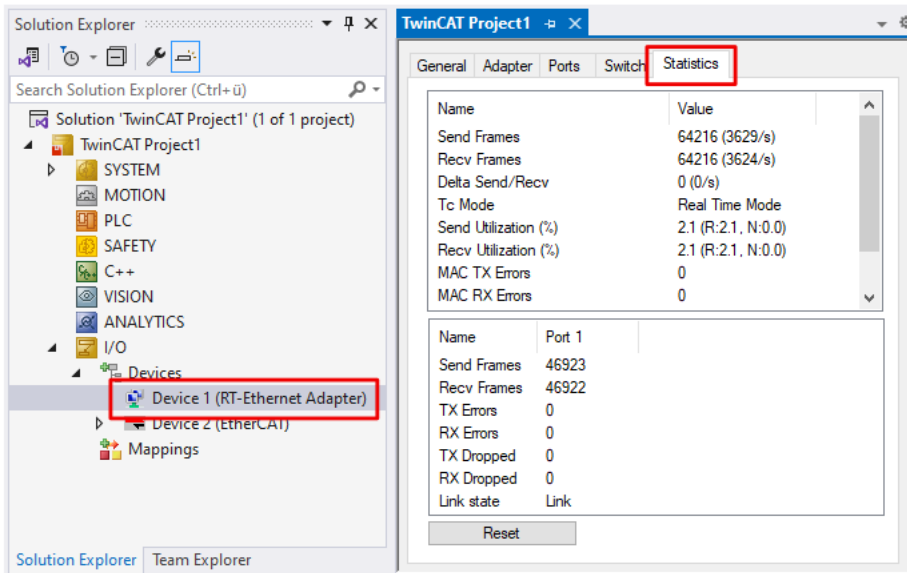 Solution Explorer
Search Solution Explorer (Ctrl+ü)
Solution 'TwinCAT Project1' (1 of 1 project)
TwinCAT Project1
SYSTEM
MOTION
PLC
SAFETY
C++
VISION
ANALYTICS
I/O
Devices
Device 1 (RT-Ethernet Adapter)
Device 2 (EtherCAT)
Mappings
Solution Explorer Team Explorer
TwinCAT Project1
General Adapter Ports Switch Statistics
Name Value
Send Frames 64216 (3629/s)
Recv Frames 64216 (3624/s)
Delta Send/Recv 0 (0/s)
Tc Mode Real Time Mode
Send Utilization (%) 2.1 (R:2.1, N:0.0)
Recv Utilization (%) 2.1 (R:2.1, N:0.0)
MAC TX Errors 0
MAC RX Errors 0
Name Port 1
Send Frames 46923
Recv Frames 46922
TX Errors 0
RX Errors 0
TX Dropped 0
RX Dropped 0
Link state Link
Reset